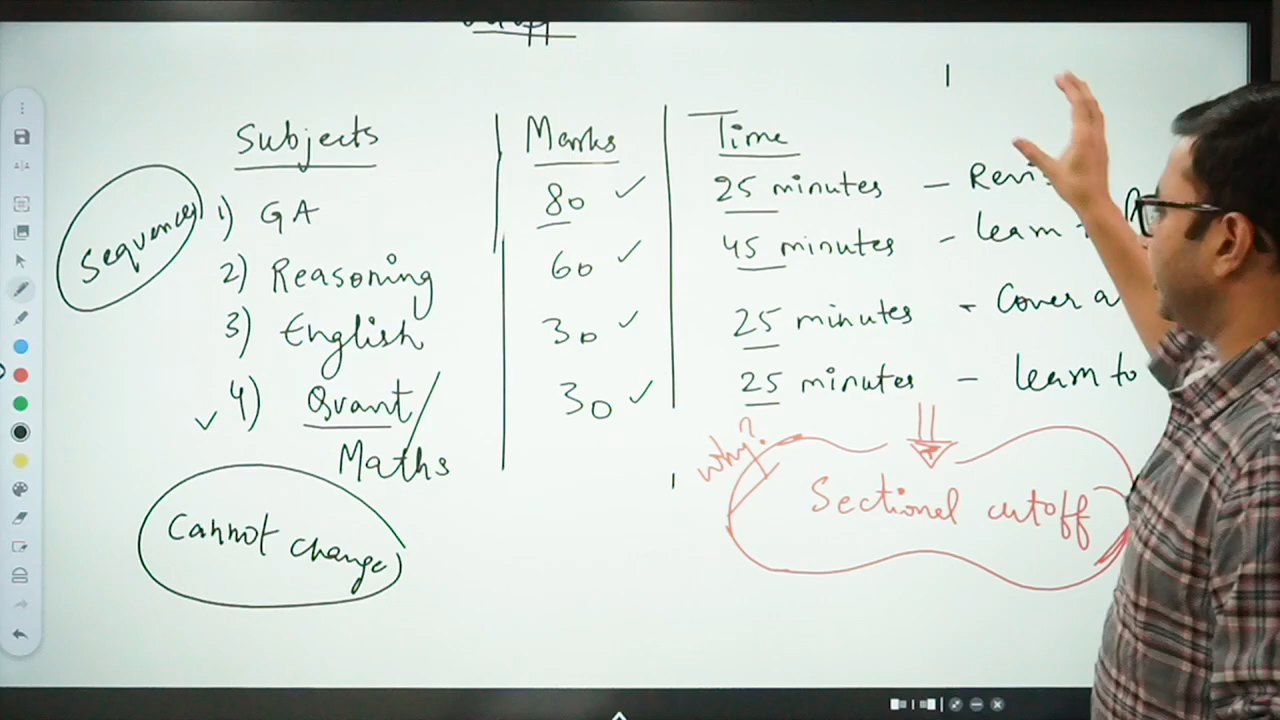 cutoff
Subjects Marks Time
sequence
1) GA 80 25 minutes -
2) Reasoning 60 45 minutes - learn
3) English 30 25 minutes - Cover a
4) Quant/ 30 25 minutes - learn to
Maths
why?
Sectional cutoff
Cannot change